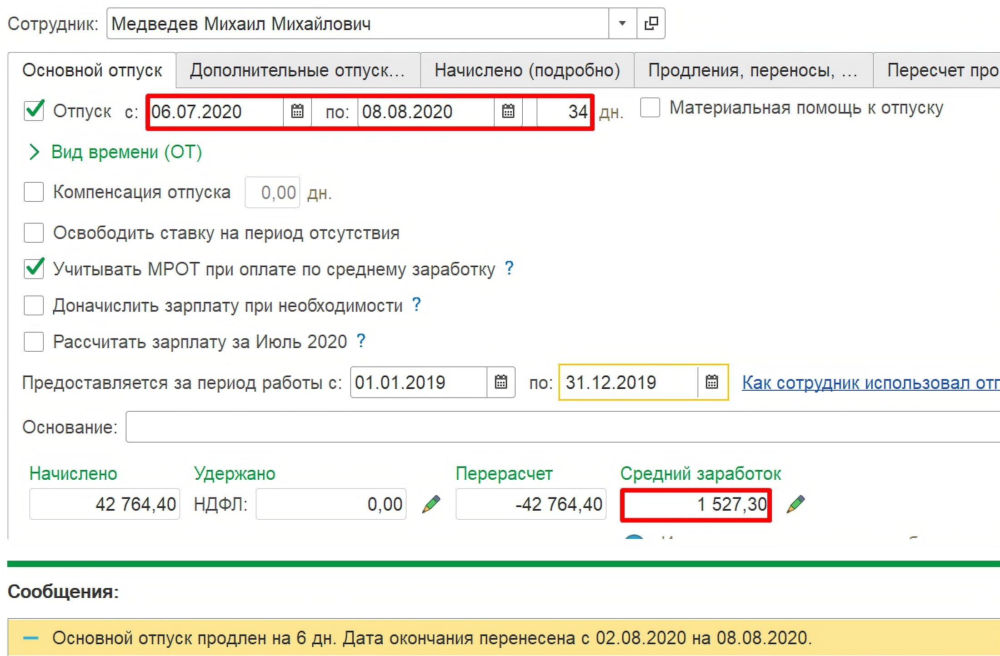 Сотрудник: Медведев Михаил Михайлович
Основной отпуск Дополнительные отпуск... Начислено (подробно) Продления, переносы, ... Пересчет про
Отпуск с: 06.07.2020 по: 08.08.2020 34 дн. Материальная помощь к отпуску
Вид времени (ОТ)
Компенсация отпуска 0,00 дн.
Освободить ставку на период отсутствия
Учитывать МРОТ при оплате по среднему заработку ?
Доначислить зарплату при необходимости ?
Рассчитать зарплату за Июль 2020 ?
Предоставляется за период работы с: 01.01.2019 по: 31.12.2019 Как сотрудник использовал отп
Основание:
Начислено Удержано Перерасчет Средний заработок
42 764,40 НДФЛ: 0,00 -42 764,40 1 527,30
Сообщения:
Основной отпуск продлен на 6 дн. Дата окончания перенесена с 02.08.2020 на 08.08.2020.